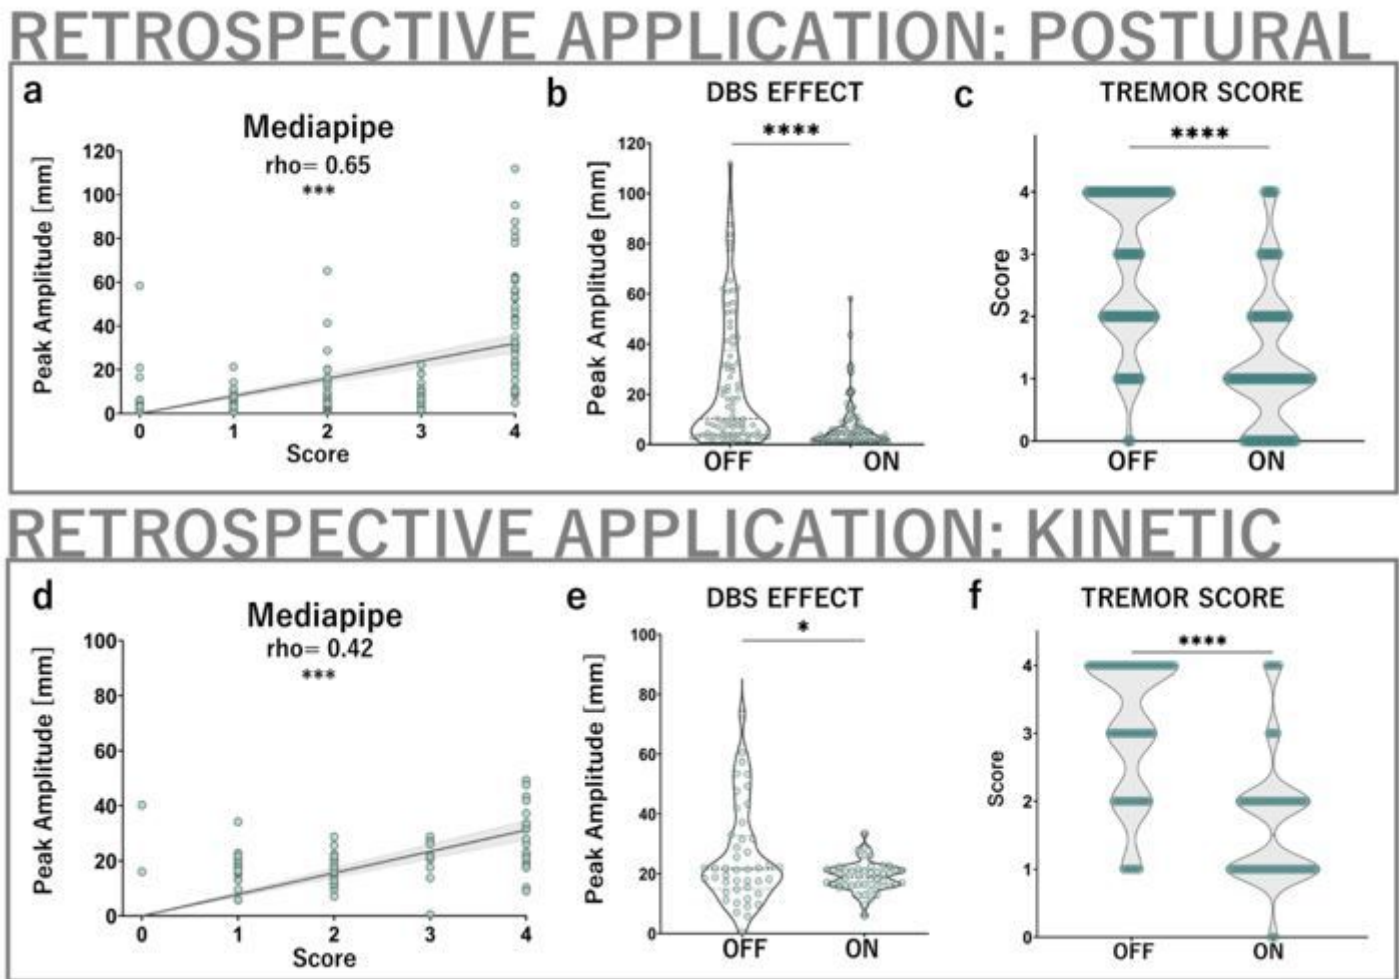 RETROSPECTIVE APPLICATION: POSTURAL
a
Mediapipe
rho= 0.65
***
Peak Amplitude [mm]
120
100
80
60
40
20
0
0 1 2 3 4
Score
b
DBS EFFECT
****
Peak Amplitude [mm]
120
100
80
60
40
20
0
OFF ON
c
TREMOR SCORE
****
Score
4
3
2
1
0
OFF ON
RETROSPECTIVE APPLICATION: KINETIC
d
Mediapipe
rho= 0.42
***
Peak Amplitude [mm]
100
80
60
40
20
0
0 1 2 3 4
Score
e
DBS EFFECT
*
Peak Amplitude [mm]
100
80
60
40
20
0
OFF ON
f
TREMOR SCORE
****
Score
4
3
2
1
0
OFF ON